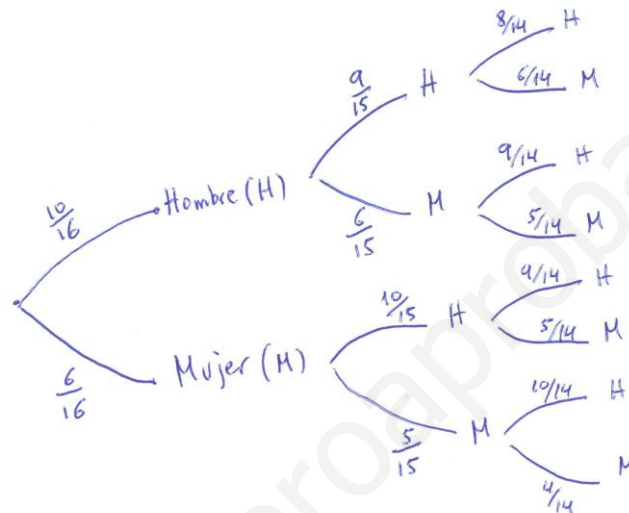 8/14 H
9/15 H
6/14 M
10/16 Hombre (H)
9/14 H
6/15 M
5/14 M
6/16 Mujer (M)
10/15 H
9/14 H
5/14 M
5/15 M
10/14 H
4/14 M
proaproba